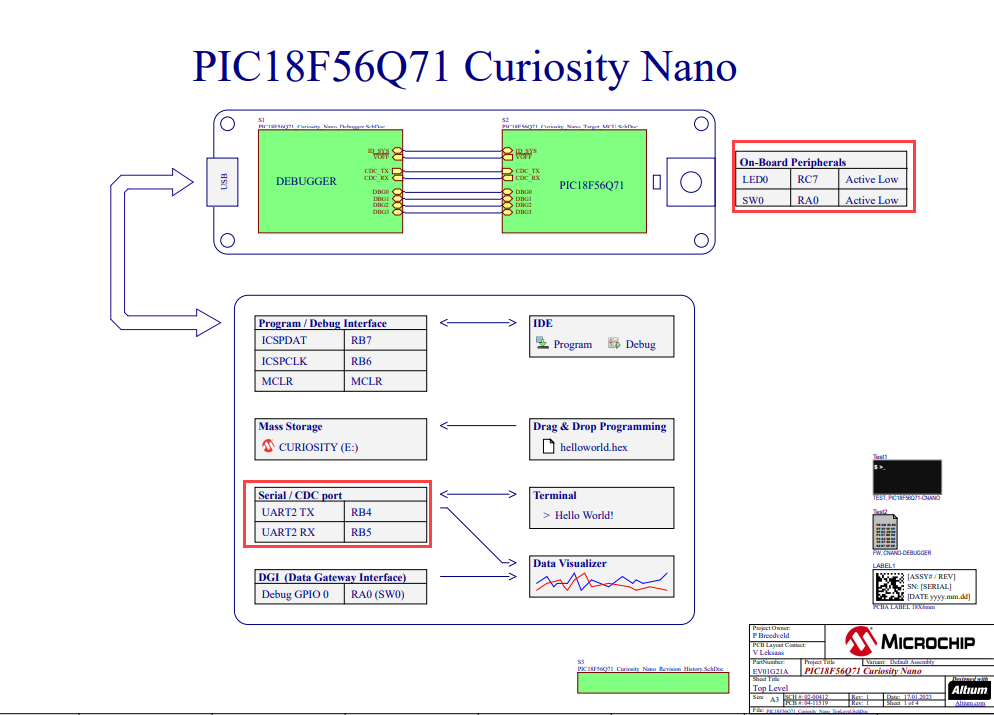 PIC18F56Q71 Curiosity Nano
S1
PIC18F56Q71_Curiosity_Nano_Debugger.SchDoc
S2
PIC18F56Q71_Curiosity_Nano_Target_MCU.SchDoc
USB
DEBUGGER
ID_SYS
VOFF
CDC_TX
CDC_RX
DBG0
DBG1
DBG2
DBG3
ID_SYS
VOFF
CDC_TX
CDC_RX
DBG0
DBG1
DBG2
DBG3
PIC18F56Q71
On-Board Peripherals
LED0 RC7 Active Low
SW0 RA0 Active Low
Program / Debug Interface
ICSPDAT RB7
ICSPCLK RB6
MCLR MCLR
IDE
Program Debug
Mass Storage
CURIOSITY (E:)
Drag & Drop Programming
helloworld.hex
Serial / CDC port
UART2 TX RB4
UART2 RX RB5
Terminal
> Hello World!
DGI (Data Gateway Interface)
Debug GPIO 0 RA0 (SW0)
Data Visualizer
Test1
$ >_
TEST, PIC18F56Q71-CNANO
Test2
FW, CNANO-DEBUGGER
LABEL1
[ASSY# / REV]
SN: [SERIAL]
[DATE yyyy.mm.dd]
PCBA LABEL 18X6mm
S3
PIC18F56Q71_Curiosity_Nano_Revision_History.SchDoc
Project Owner:
P Breedveld
PCB Layout Contact:
V Leksaas
MICROCHIP
PartNumber:
EV01G21A
Project Title
PIC18F56Q71 Curiosity Nano
Variant: Default Assembly
Sheet Title
Top Level
Size A3
SCH #: 02-00412 Rev: 1 Date: 17.01.2023
PCB #: 04-11519 Rev: 1 Sheet 1 of 4
File: PIC18F56Q71_Curiosity_Nano_TopLevel.SchDoc
Designed with
Altium
Altium.com